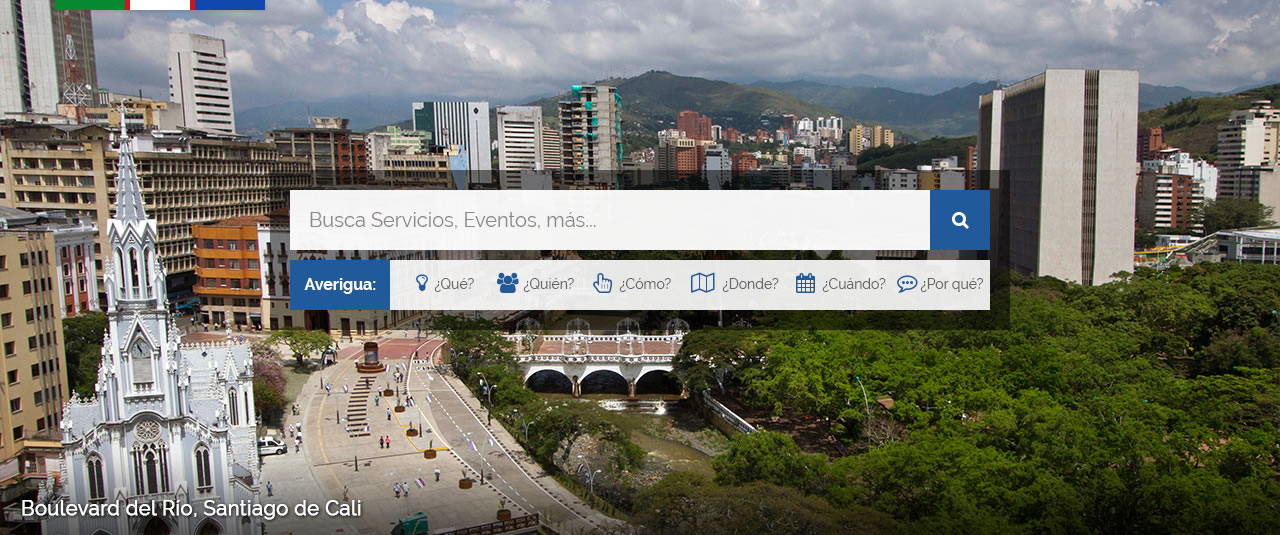 Busca Servicios, Eventos, más...
Averigua: ¿Qué? ¿Quién? ¿Cómo? ¿Donde? ¿Cuándo? ¿Por qué?
Boulevard del Río, Santiago de Cali